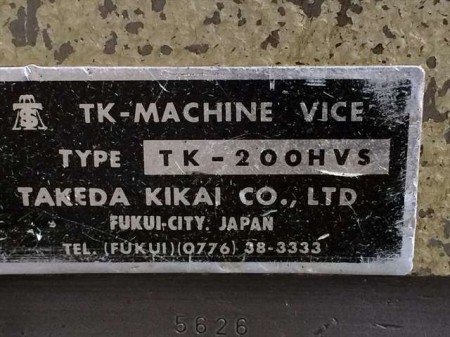 TK-MACHINE VICE
TYPE TK-200HVS
TAKEDA KIKAI CO., LTD
FUKUI-CITY. JAPAN
TEL. (FUKUI)(0776) 38-3333
5626